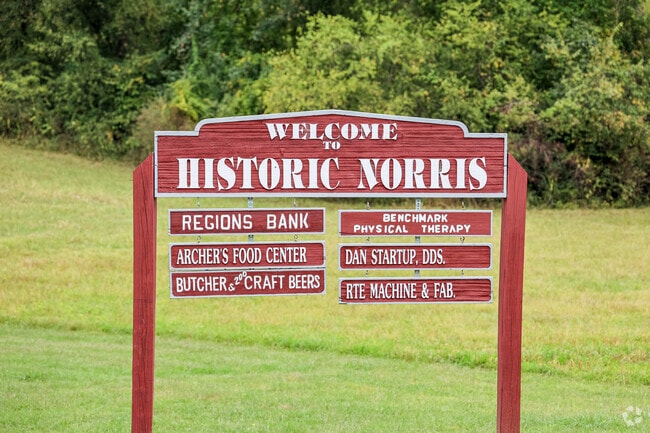 WELCOME
TO
HISTORIC NORRIS
REGIONS BANK
ARCHER'S FOOD CENTER
BUTCHER & 200 CRAFT BEERS
BENCHMARK
PHYSICAL THERAPY
DAN STARTUP, DDS.
RTE MACHINE & FAB.